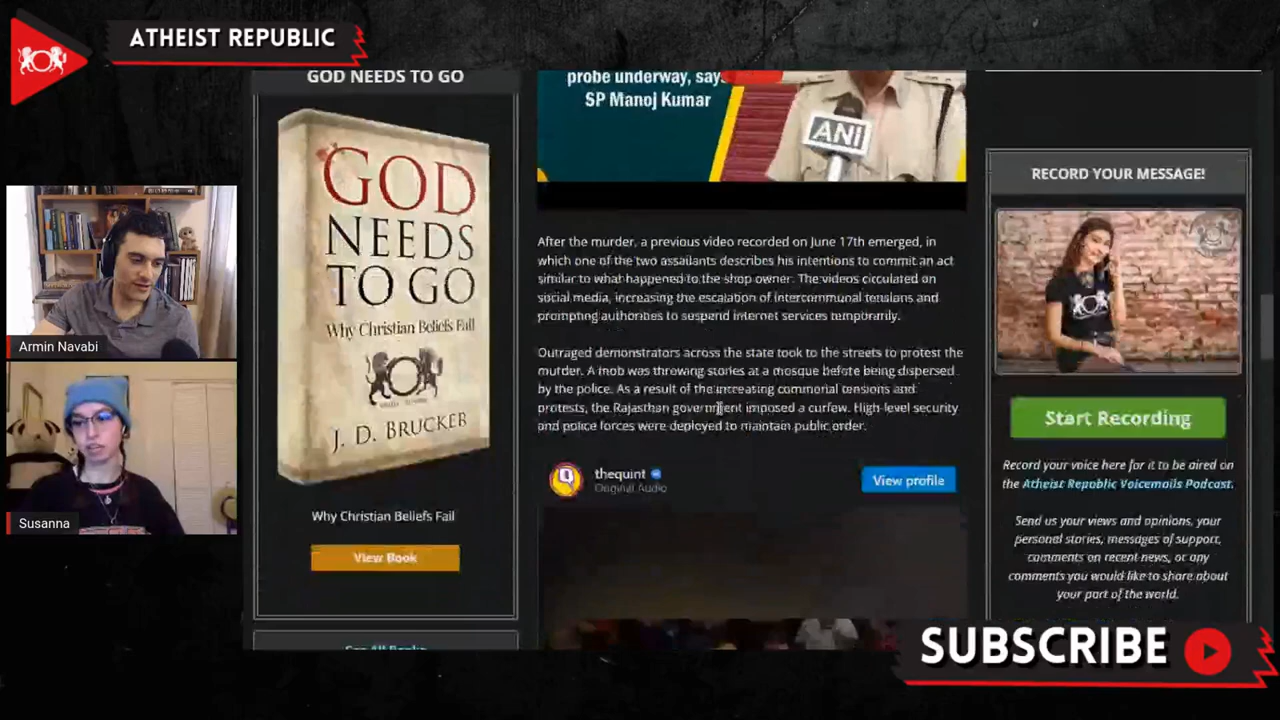 ATHEIST REPUBLIC
GOD NEEDS TO GO
GOD
NEEDS
TO GO
Why Christian Beliefs Fail
J. D. BRUCKER
Why Christian Beliefs Fail
View Book
See All Books
probe underway, says
SP Manoj Kumar
ANI
After the murder, a previous video recorded on June 17th emerged, in
which one of the two assailants describes his intentions to commit an act
similar to what happened to the shop owner. The videos circulated on
social media, increasing the escalation of intercommunal tensions and
prompting authorities to suspend internet services temporarily.
Outraged demonstrators across the state took to the streets to protest the
murder. A mob was throwing stones at a mosque before being dispersed
by the police. As a result of the increasing communal tensions and
protests, the Rajasthan government imposed a curfew. High-level security
and police forces were deployed to maintain public order.
thequint
Original Audio
View profile
RECORD YOUR MESSAGE!
Start Recording
Record your voice here for it to be aired on
the Atheist Republic Voicemails Podcast.
Send us your views and opinions, your
personal stories, messages of support,
comments on recent news, or any
comments you would like to share about
your part of the world.
Armin Navabi
Susanna
SUBSCRIBE